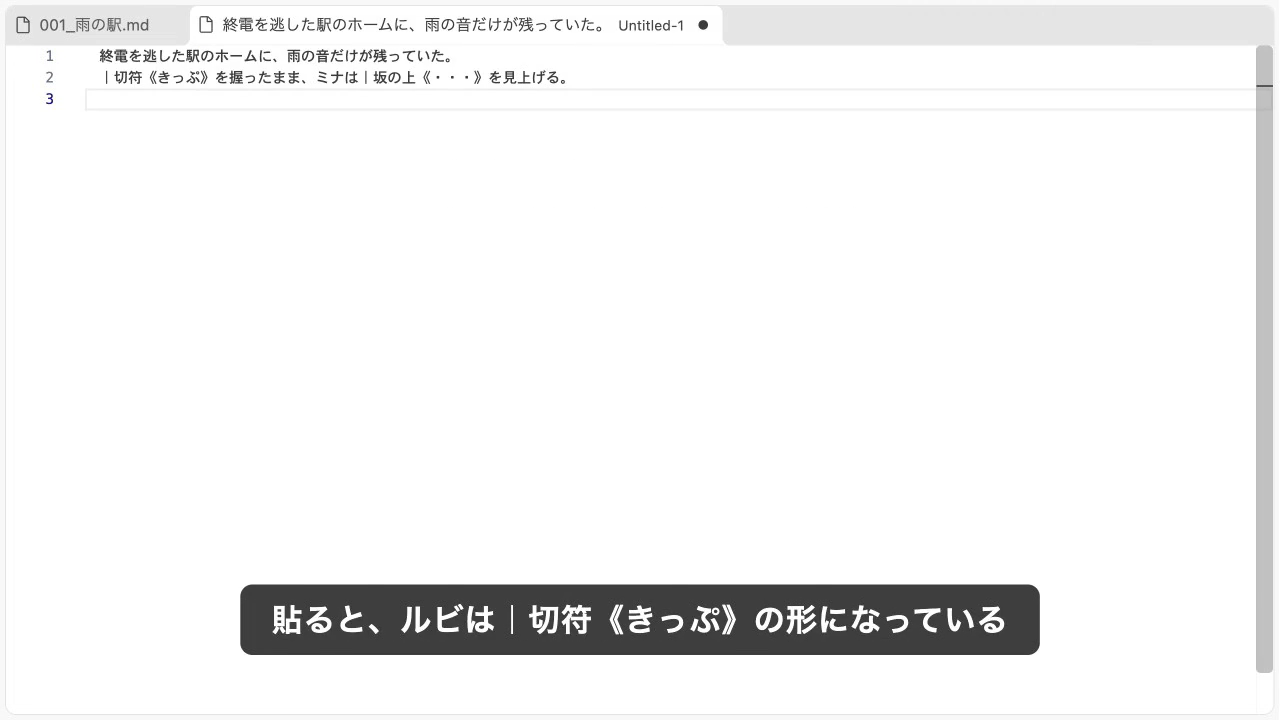 001_雨の駅.md
終電を逃した駅のホームに、雨の音だけが残っていた。 Untitled-1
1 終電を逃した駅のホームに、雨の音だけが残っていた。
2 ｜切符《きっぷ》を握ったまま、ミナは｜坂の上《・・・》を見上げる。
3
貼ると、ルビは｜切符《きっぷ》の形になっている